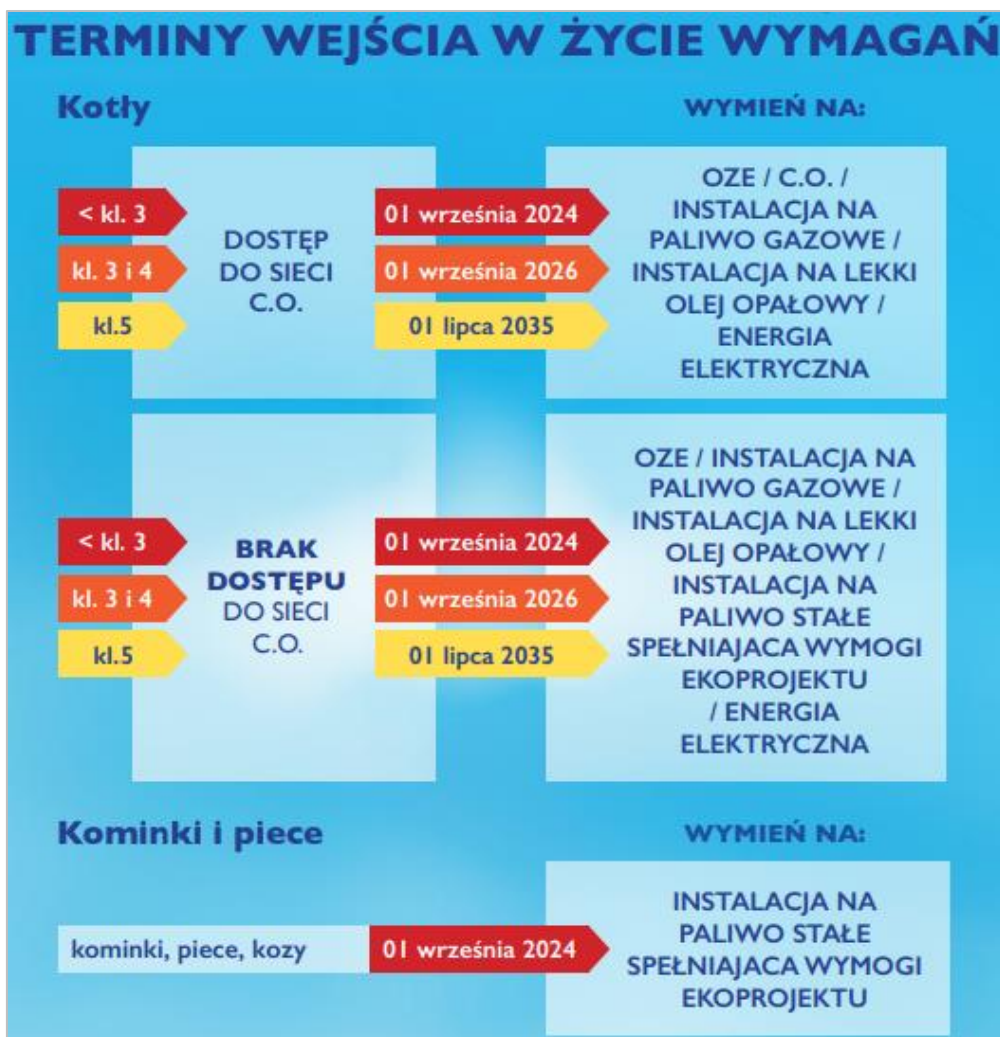 TERMINY WEJŚCIA W ŻYCIE WYMAGAŃ
Kotły
WYMIEŃ NA:
< kl. 3
kl. 3 i 4
kl.5
DOSTĘP
DO SIECI
C.O.
01 września 2024
01 września 2026
01 lipca 2035
OZE / C.O. /
INSTALACJA NA
PALIWO GAZOWE /
INSTALACJA NA LEKKI
OLEJ OPAŁOWY /
ENERGIA
ELEKTRYCZNA
< kl. 3
kl. 3 i 4
kl.5
BRAK
DOSTĘPU
DO SIECI
C.O.
01 września 2024
01 września 2026
01 lipca 2035
OZE / INSTALACJA NA
PALIWO GAZOWE /
INSTALACJA NA LEKKI
OLEJ OPAŁOWY /
INSTALACJA NA
PALIWO STAŁE
SPEŁNIAJACA WYMOGI
EKOPROJEKTU
/ ENERGIA
ELEKTRYCZNA
Kominki i piece
WYMIEŃ NA:
kominki, piece, kozy
01 września 2024
INSTALACJA NA
PALIWO STAŁE
SPEŁNIAJACA WYMOGI
EKOPROJEKTU